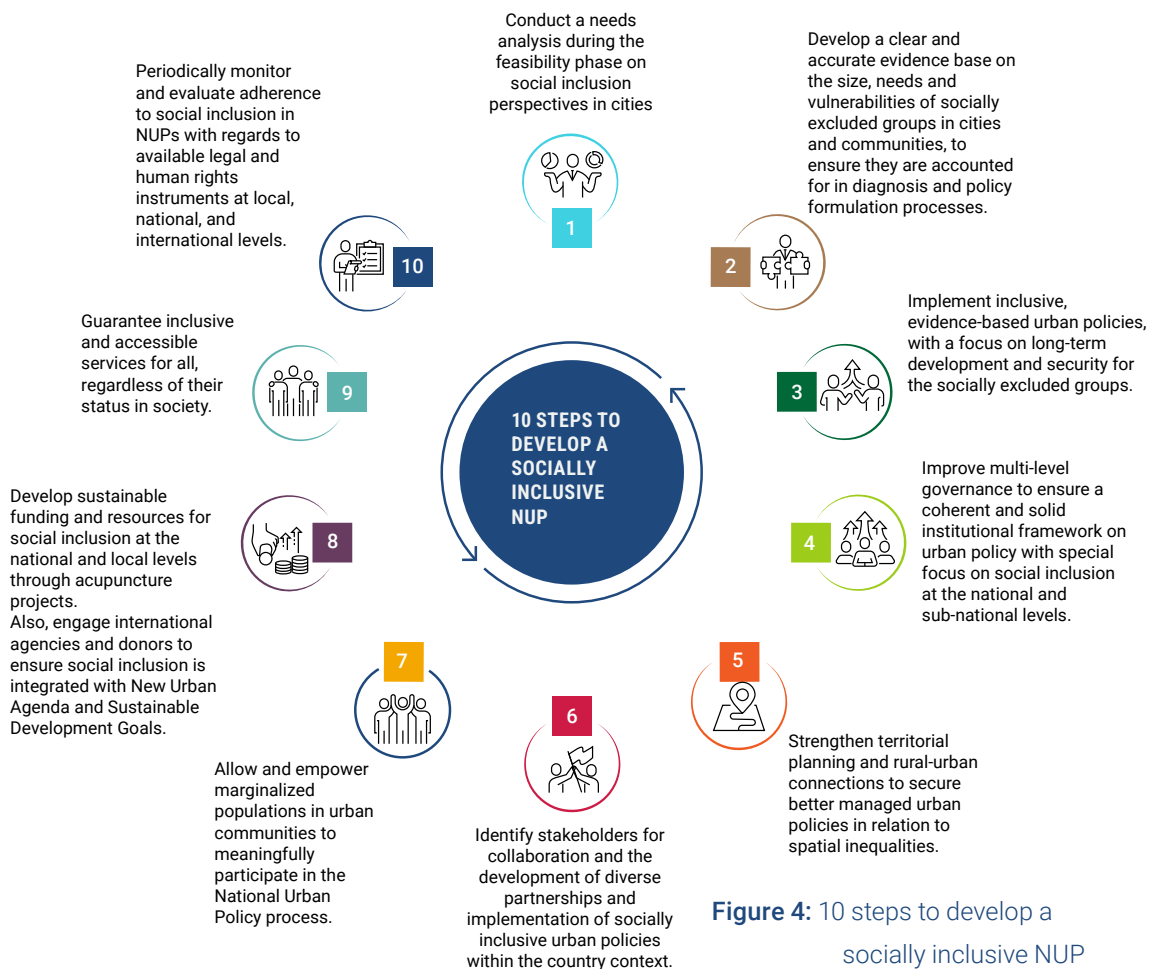 Conduct a needs
analysis during the
feasibility phase on
social inclusion
perspectives in cities
1
Develop a clear and
accurate evidence base on
the size, needs and
vulnerabilities of socially
excluded groups in cities
and communities, to
ensure they are accounted
for in diagnosis and policy
formulation processes.
2
Implement inclusive,
evidence-based urban policies,
with a focus on long-term
development and security for
the socially excluded groups.
3
Improve multi-level
governance to ensure a
coherent and solid
institutional framework on
urban policy with special
focus on social inclusion
at the national and
sub-national levels.
4
5
Strengthen territorial
planning and rural-urban
connections to secure
better managed urban
policies in relation to
spatial inequalities.
6
Identify stakeholders for
collaboration and the
development of diverse
partnerships and
implementation of socially
inclusive urban policies
within the country context.
7
Allow and empower
marginalized
populations in urban
communities to
meaningfully
participate in the
National Urban
Policy process.
8
Develop sustainable
funding and resources for
social inclusion at the
national and local levels
through acupuncture
projects.
Also, engage international
agencies and donors to
ensure social inclusion is
integrated with New Urban
Agenda and Sustainable
Development Goals.
9
Guarantee inclusive
and accessible
services for all,
regardless of their
status in society.
10
Periodically monitor
and evaluate adherence
to social inclusion in
NUPs with regards to
available legal and
human rights
instruments at local,
national, and
international levels.
10 STEPS TO
DEVELOP A
SOCIALLY
INCLUSIVE
NUP
Figure 4: 10 steps to develop a
socially inclusive NUP